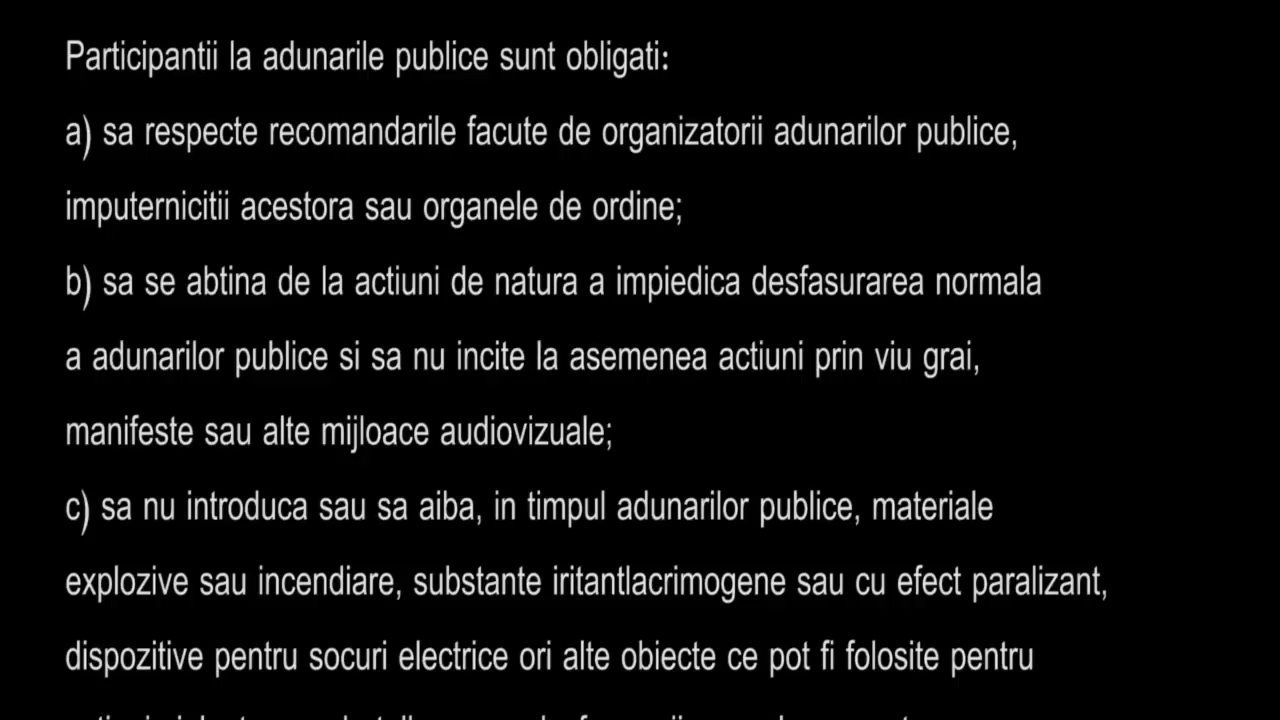 Participantii la adunarile publice sunt obligati:
a) sa respecte recomandarile facute de organizatorii adunarilor publice,
imputernicitii acestora sau organele de ordine;
b) sa se abtina de la actiuni de natura a impiedica desfasurarea normala
a adunarilor publice si sa nu incite la asemenea actiuni prin viu grai,
manifeste sau alte mijloace audiovizuale;
c) sa nu introduca sau sa aiba, in timpul adunarilor publice, materiale
explozive sau incendiare, substante iritantlacrimogene sau cu efect paralizant,
dispozitive pentru socuri electrice ori alte obiecte ce pot fi folosite pentru